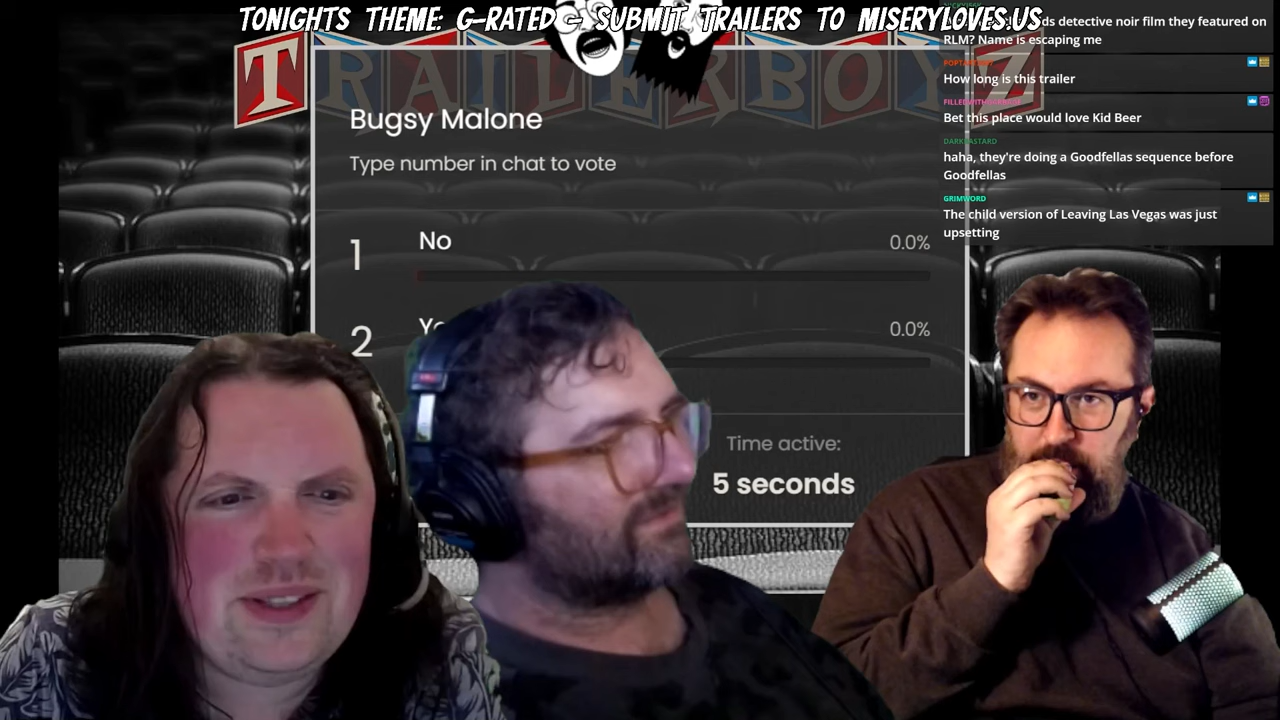 TONIGHTS THEME: G-RATED - SUBMIT TRAILERS TO MISERYLOVES.US
TRAILERBOYZ
Bugsy Malone
Type number in chat to vote
1 No 0.0%
2 0.0%
Time active:
5 seconds
ds detective noir film they featured on
RLM? Name is escaping me
How long is this trailer
Bet this place would love Kid Beer
haha, they're doing a Goodfellas sequence before
Goodfellas
GRIMWORD
The child version of Leaving Las Vegas was just
upsetting